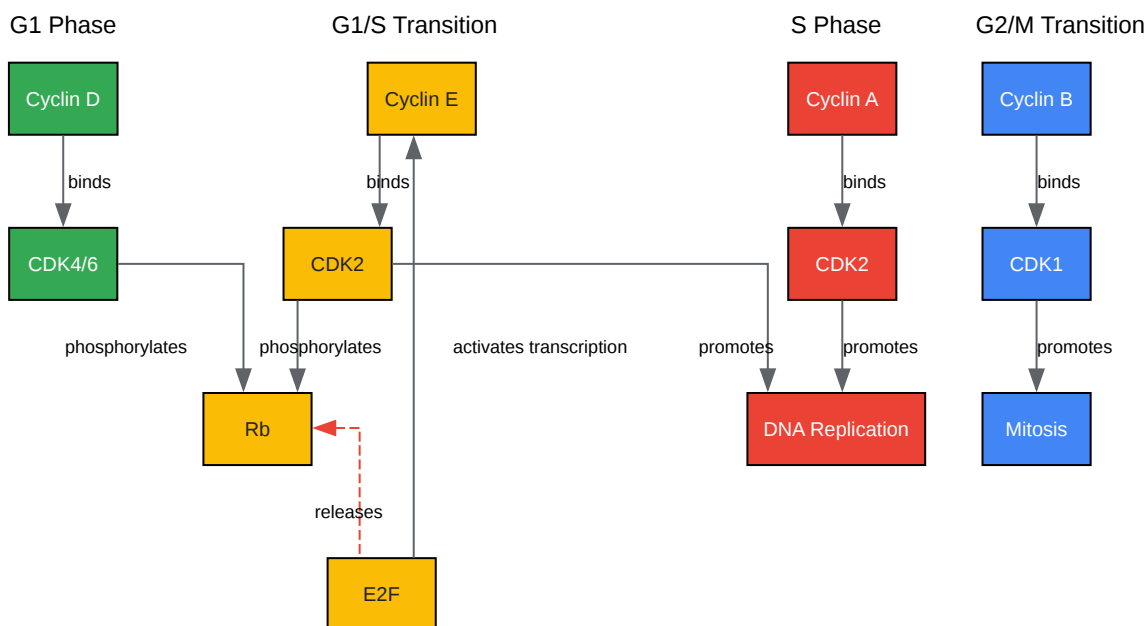 G1 Phase
G1/S Transition
S Phase
G2/M Transition
Cyclin D
Cyclin E
Cyclin A
Cyclin B
binds
binds
binds
binds
CDK4/6
CDK2
CDK2
CDK1
phosphorylates
phosphorylates
activates transcription
promotes
promotes
promotes
Rb
DNA Replication
Mitosis
releases
E2F